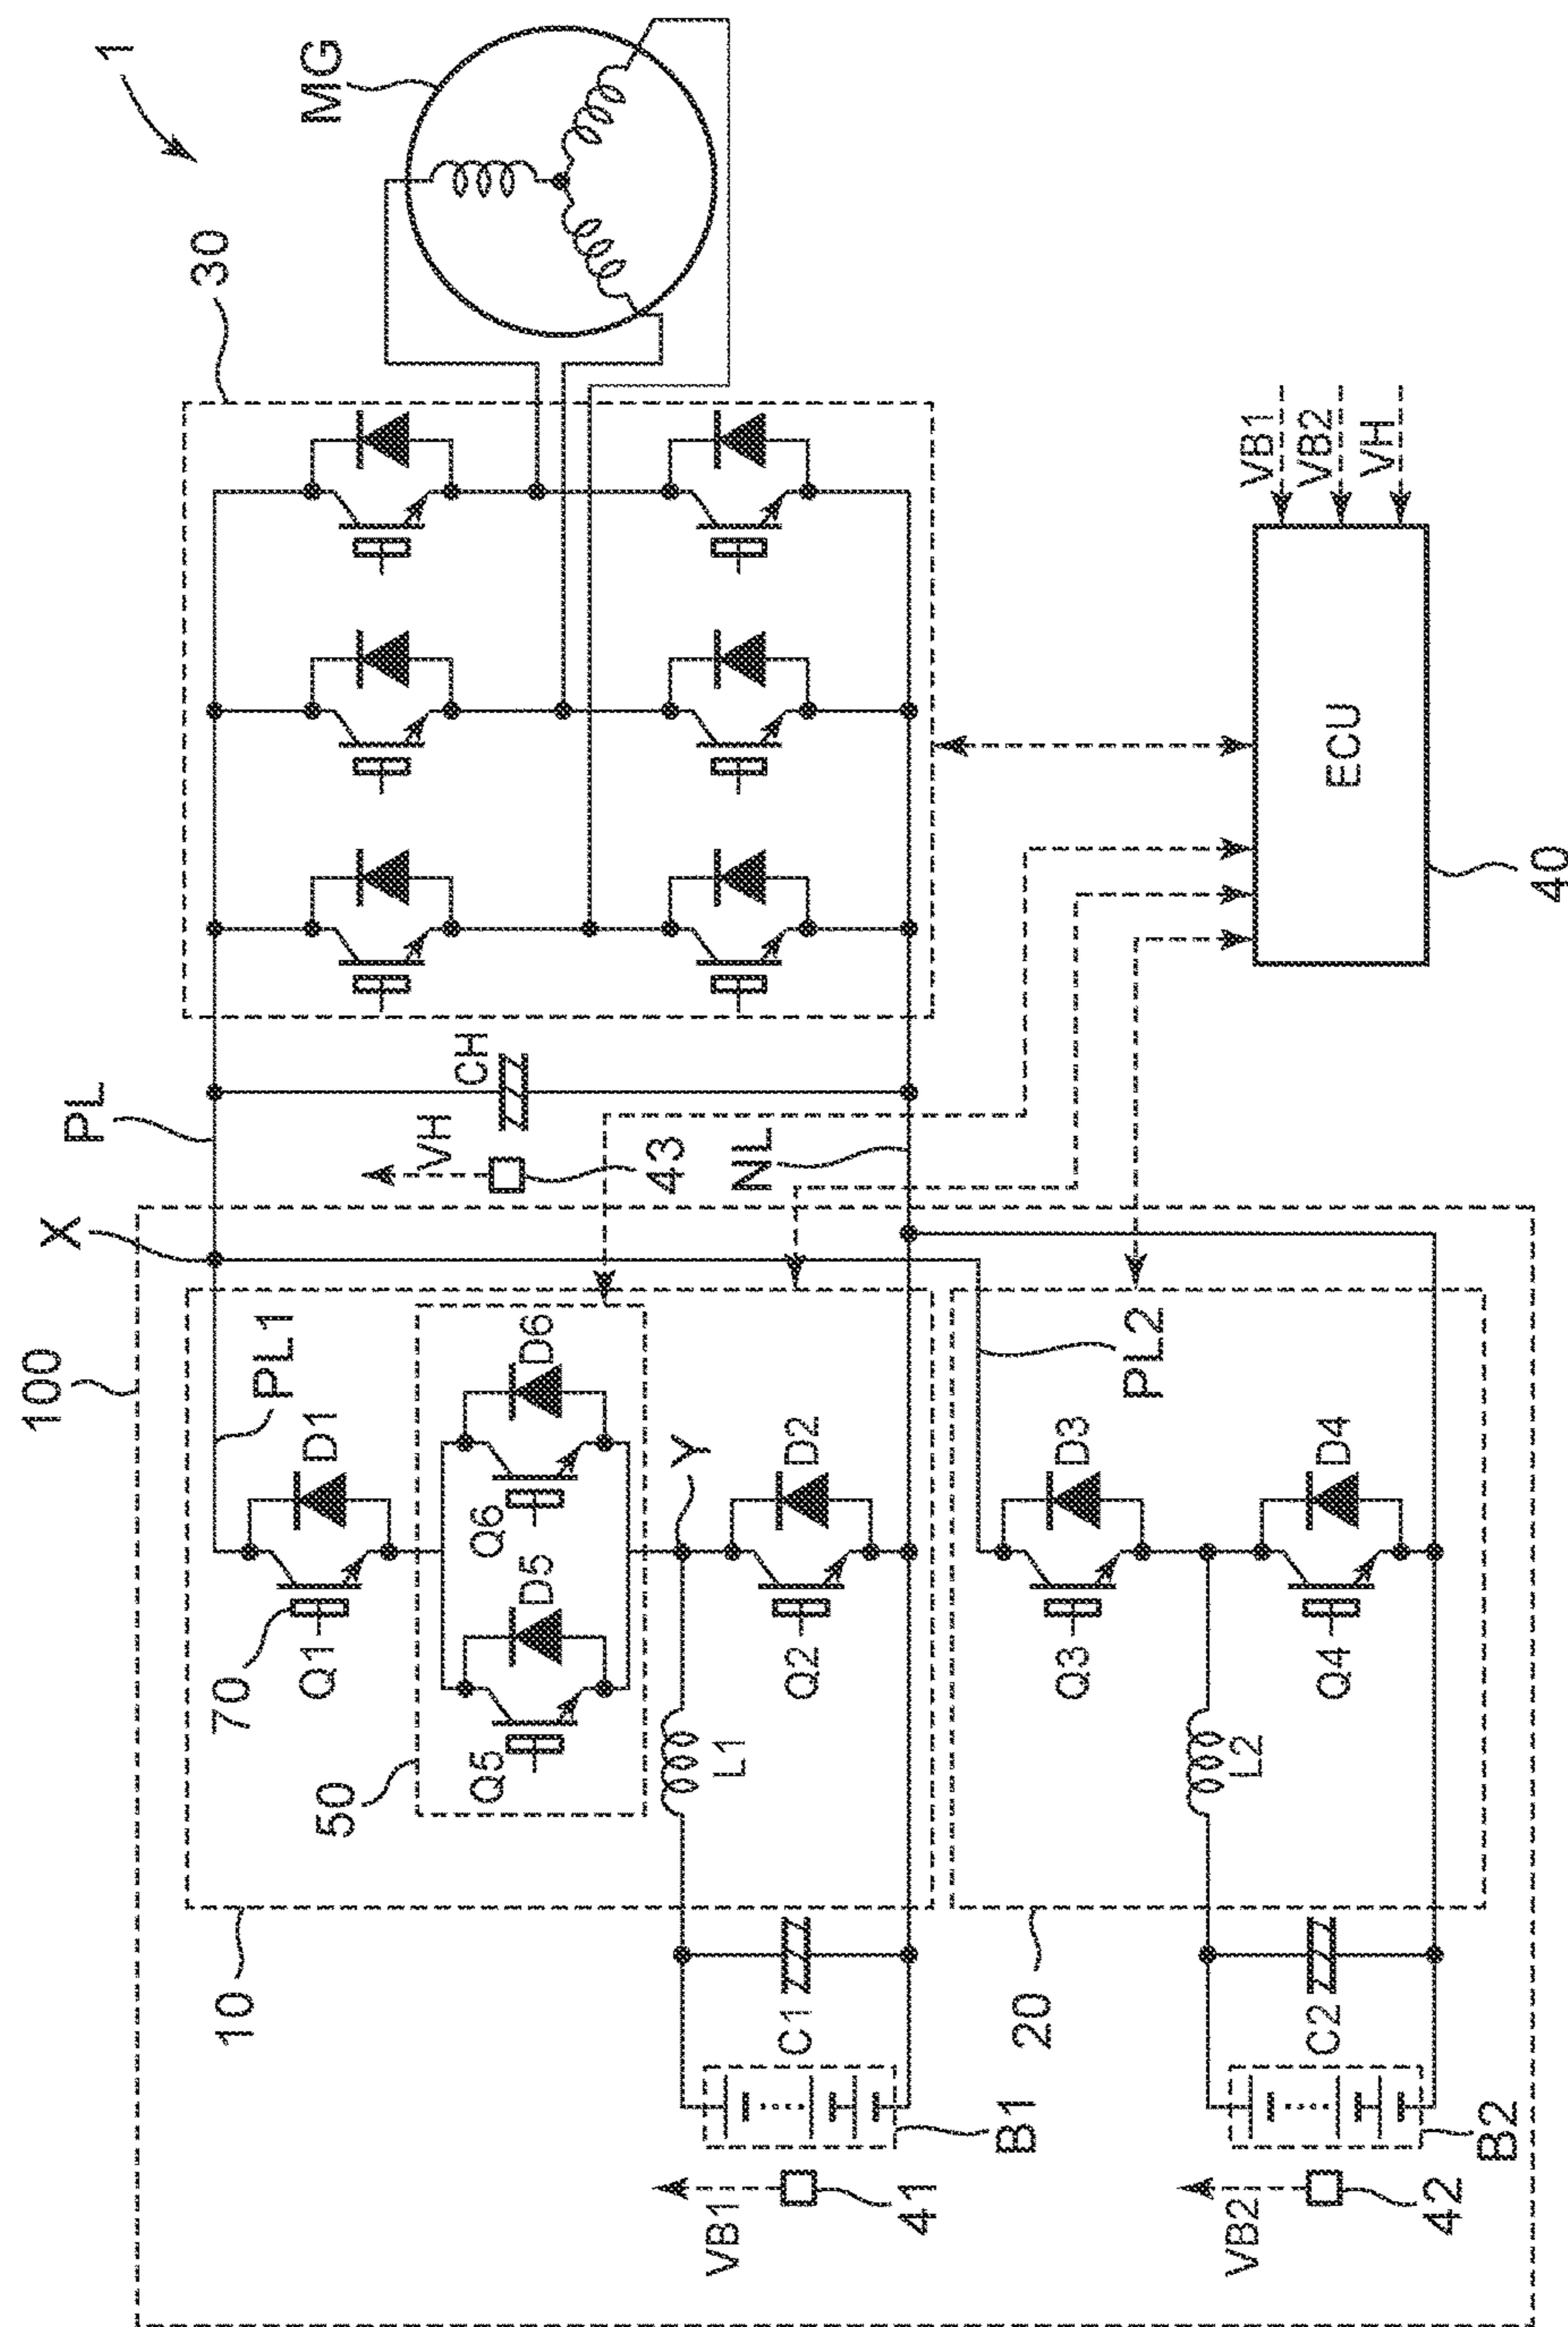 1
MG
30
VB1
VB2
VH
ECU
40
PL
CH
VH
43
NL
X
100
PL1
PL2
D1
D6
D3
D4
D2
Y
Q6
D5
70
Q1
50
Q5
L1
Q2
Q3
L2
Q4
10
20
C1
C2
B1
B2
VB1
41
VB2
42